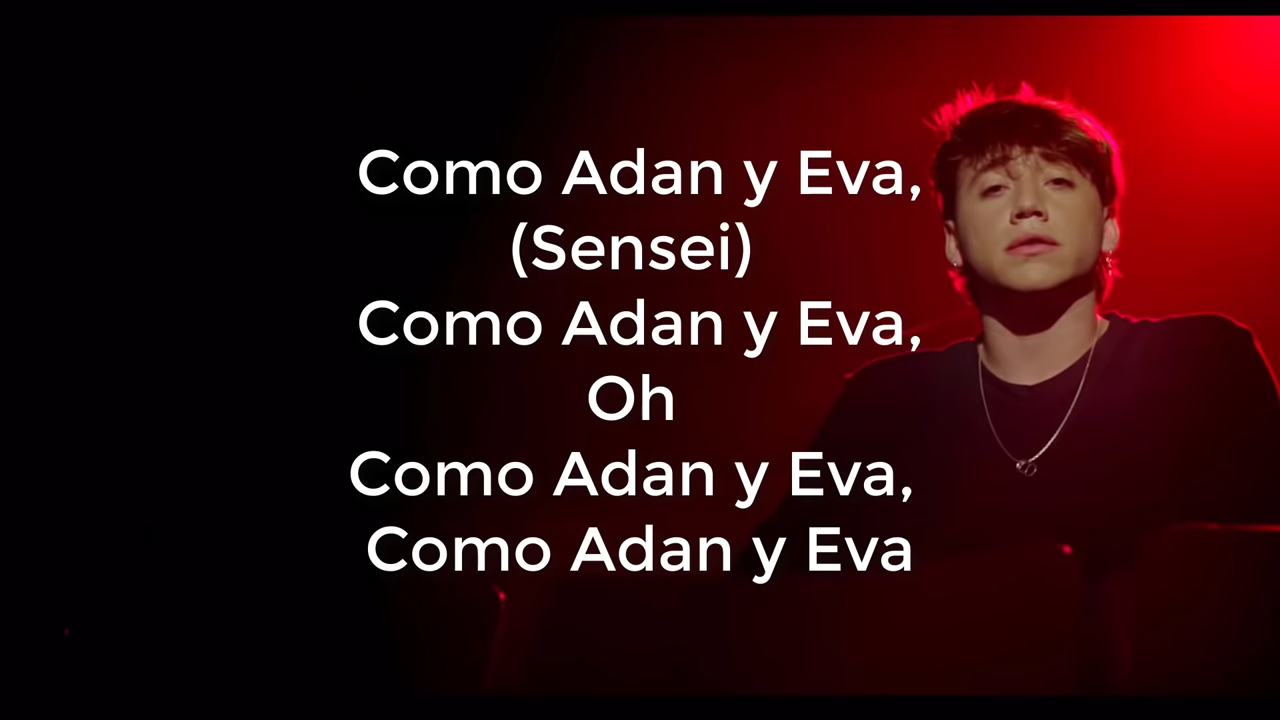 Como Adan y Eva,
(Sensei)
Como Adan y Eva,
Oh
Como Adan y Eva,
Como Adan y Eva